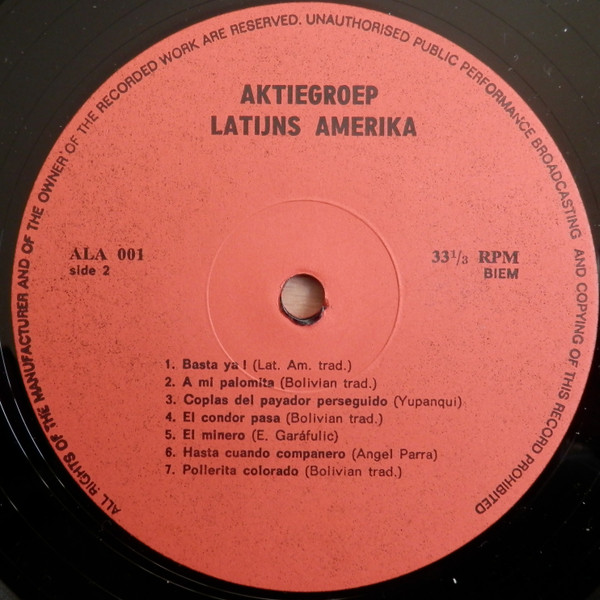 ALL RIGHTS OF THE MANUFACTURER AND OF THE OWNER OF THE RECORDED WORK ARE RESERVED. UNAUTHORISED PUBLIC PERFORMANCE BROADCASTING AND COPYING OF THIS RECORD PROHIBITED
AKTIEGROEP
LATIJNS AMERIKA
ALA 001
side 2
33 1/3 RPM
BIEM
1. Basta ya! (Lat. Am. trad.)
2. A mi palomita (Bolivian trad.)
3. Coplas del payador perseguido (Yupanqui)
4. El condor pasa (Bolivian trad.)
5. El minero (E. Garáfulic)
6. Hasta cuando companero (Angel Parra)
7. Pollerita colorado (Bolivian trad.)